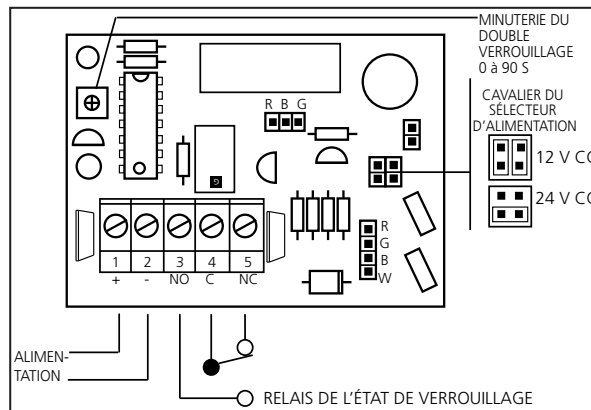 MINUTERIE DU
DOUBLE
VERROUILLAGE
0 à 90 S
CAVALIER DU
SÉLECTEUR
D'ALIMENTATION
12 V CC
24 V CC
R B G
R
G
B
W
1 2 3 4 5
+ - NO C NC
ALIMEN-
TATION
RELAIS DE L'ÉTAT DE VERROUILLAGE